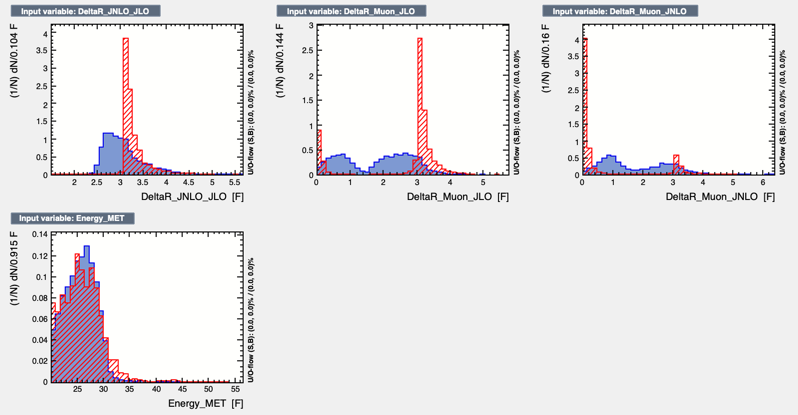 Input variable: DeltaR_JNLO_JLO
(1/N) dN/0.104 F
4
3.5
3
2.5
2
1.5
1
0.5
0
2 2.5 3 3.5 4 4.5 5 5.5
DeltaR_JNLO_JLO [F]
U/O-flow (S,B): (0.0, 0.0)% / (0.0, 0.0)%
Input variable: DeltaR_Muon_JLO
(1/N) dN/0.144 F
3
2.5
2
1.5
1
0.5
0
0 1 2 3 4 5
DeltaR_Muon_JLO [F]
U/O-flow (S,B): (0.0, 0.0)% / (0.0, 0.0)%
Input variable: DeltaR_Muon_JNLO
(1/N) dN/0.16 F
4
3.5
3
2.5
2
1.5
1
0.5
0
0 1 2 3 4 5 6
DeltaR_Muon_JNLO [F]
U/O-flow (S,B): (0.0, 0.0)% / (0.0, 0.0)%
Input variable: Energy_MET
(1/N) dN/0.915 F
0.14
0.12
0.1
0.08
0.06
0.04
0.02
0
25 30 35 40 45 50 55
Energy_MET [F]
U/O-flow (S,B): (0.0, 0.0)% / (0.0, 0.0)%